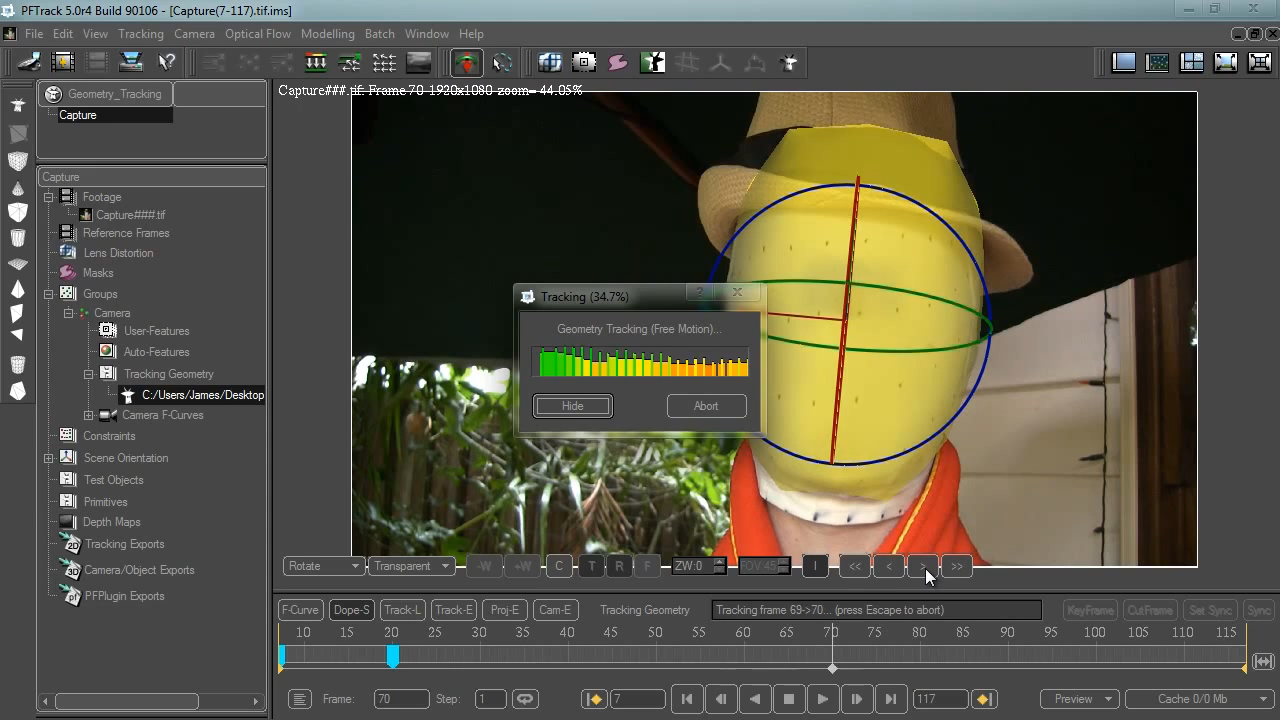 PFTrack 5.0r4 Build 90106 - [Capture(7-117).tif.ims]
File Edit View Tracking Camera Optical Flow Modelling Batch Window Help
Geometry_Tracking
Capture
Capture###.tif: Frame 70 1920x1080 zoom= 44.05%
Capture
Footage
Capture###.tif
Reference Frames
Lens Distortion
Masks
Groups
Camera
User-Features
Auto-Features
Tracking Geometry
C:/Users/James/Desktop
Camera F-Curves
Constraints
Scene Orientation
Test Objects
Primitives
Depth Maps
Tracking Exports
Camera/Object Exports
PFPlugin Exports
Tracking (34.7%)
Geometry Tracking (Free Motion)...
Hide Abort
Rotate Transparent -W +W C T R F ZW:0 FOV 45 I << < > >>
F-Curve Dope-S Track-L Track-E Proj-E Cam-E Tracking Geometry Tracking frame 69->70... (press Escape to abort) KeyFrame CutFrame Set Sync Sync
10 15 20 25 30 35 40 45 50 55 60 65 70 75 80 85 90 95 100 105 110 115
Frame: 70 Step: 1 7 117 Preview Cache 0/0 Mb